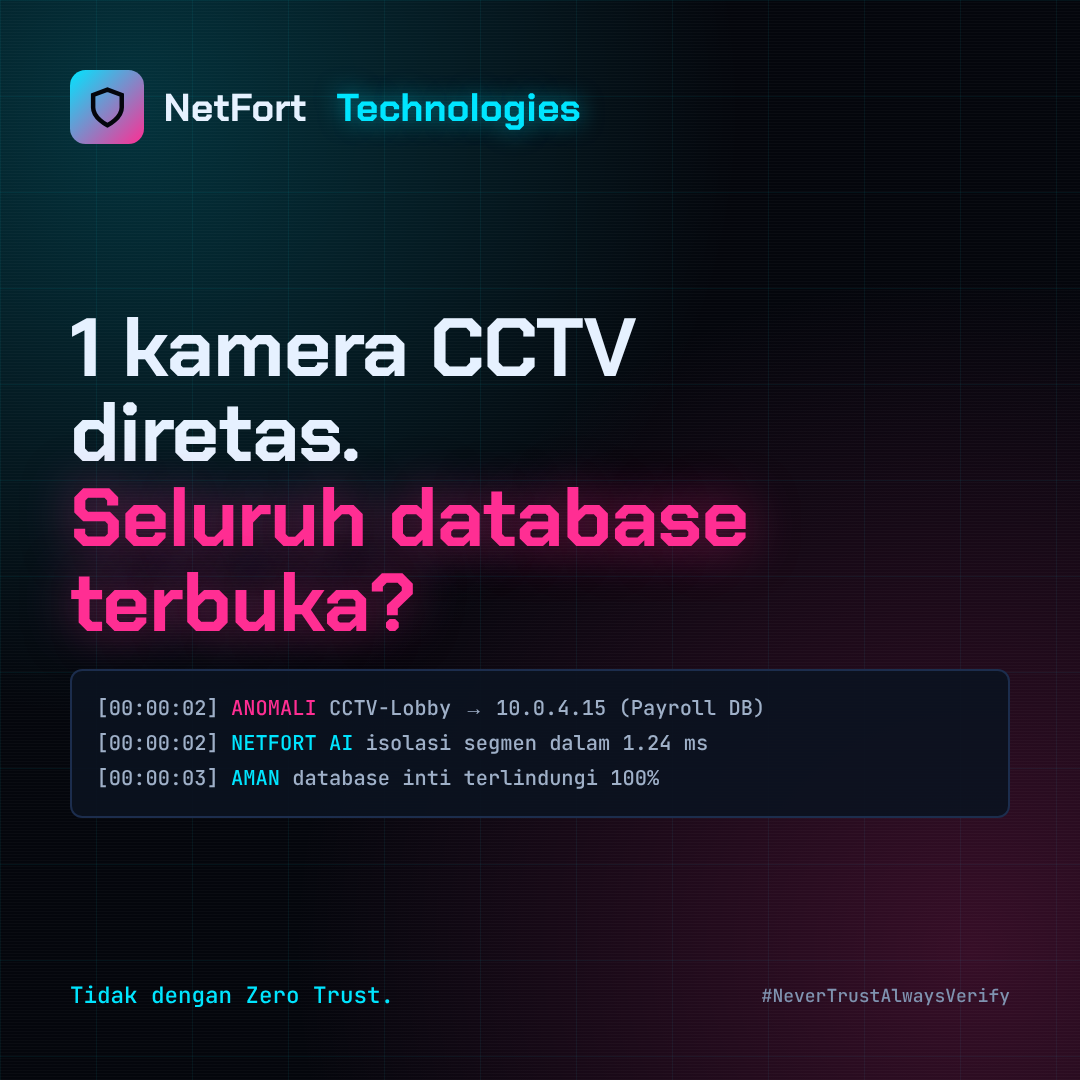 NetFort Technologies
1 kamera CCTV
diretas.
Seluruh database
terbuka?
[00:00:02] ANOMALI CCTV-Lobby → 10.0.4.15 (Payroll DB)
[00:00:02] NETFORT AI isolasi segmen dalam 1.24 ms
[00:00:03] AMAN database inti terlindungi 100%
Tidak dengan Zero Trust.
#NeverTrustAlwaysVerify